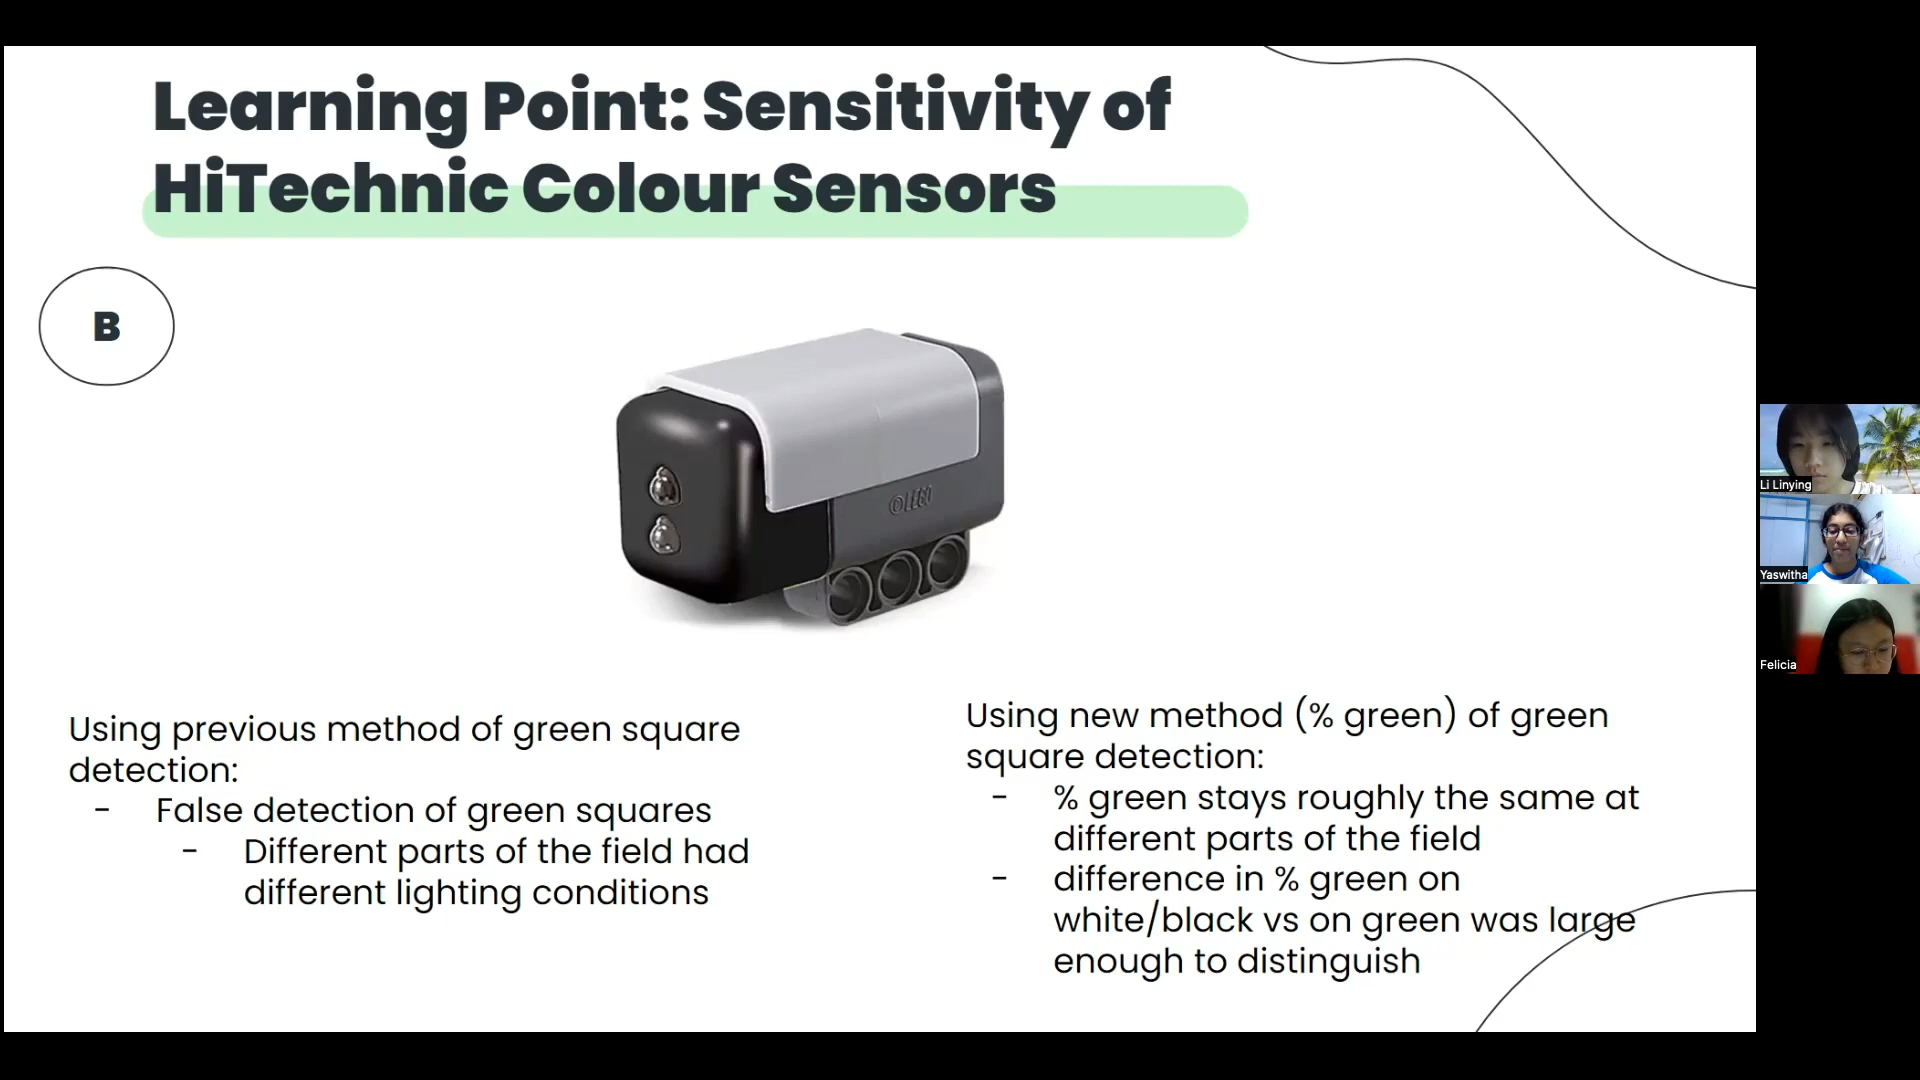 Learning Point: Sensitivity of
HiTechnic Colour Sensors
B
©LEGO
Using previous method of green square
detection:
- False detection of green squares
- Different parts of the field had
different lighting conditions
Using new method (% green) of green
square detection:
- % green stays roughly the same at
different parts of the field
- difference in % green on
white/black vs on green was large
enough to distinguish
Li Linying
Yaswitha
Felicia